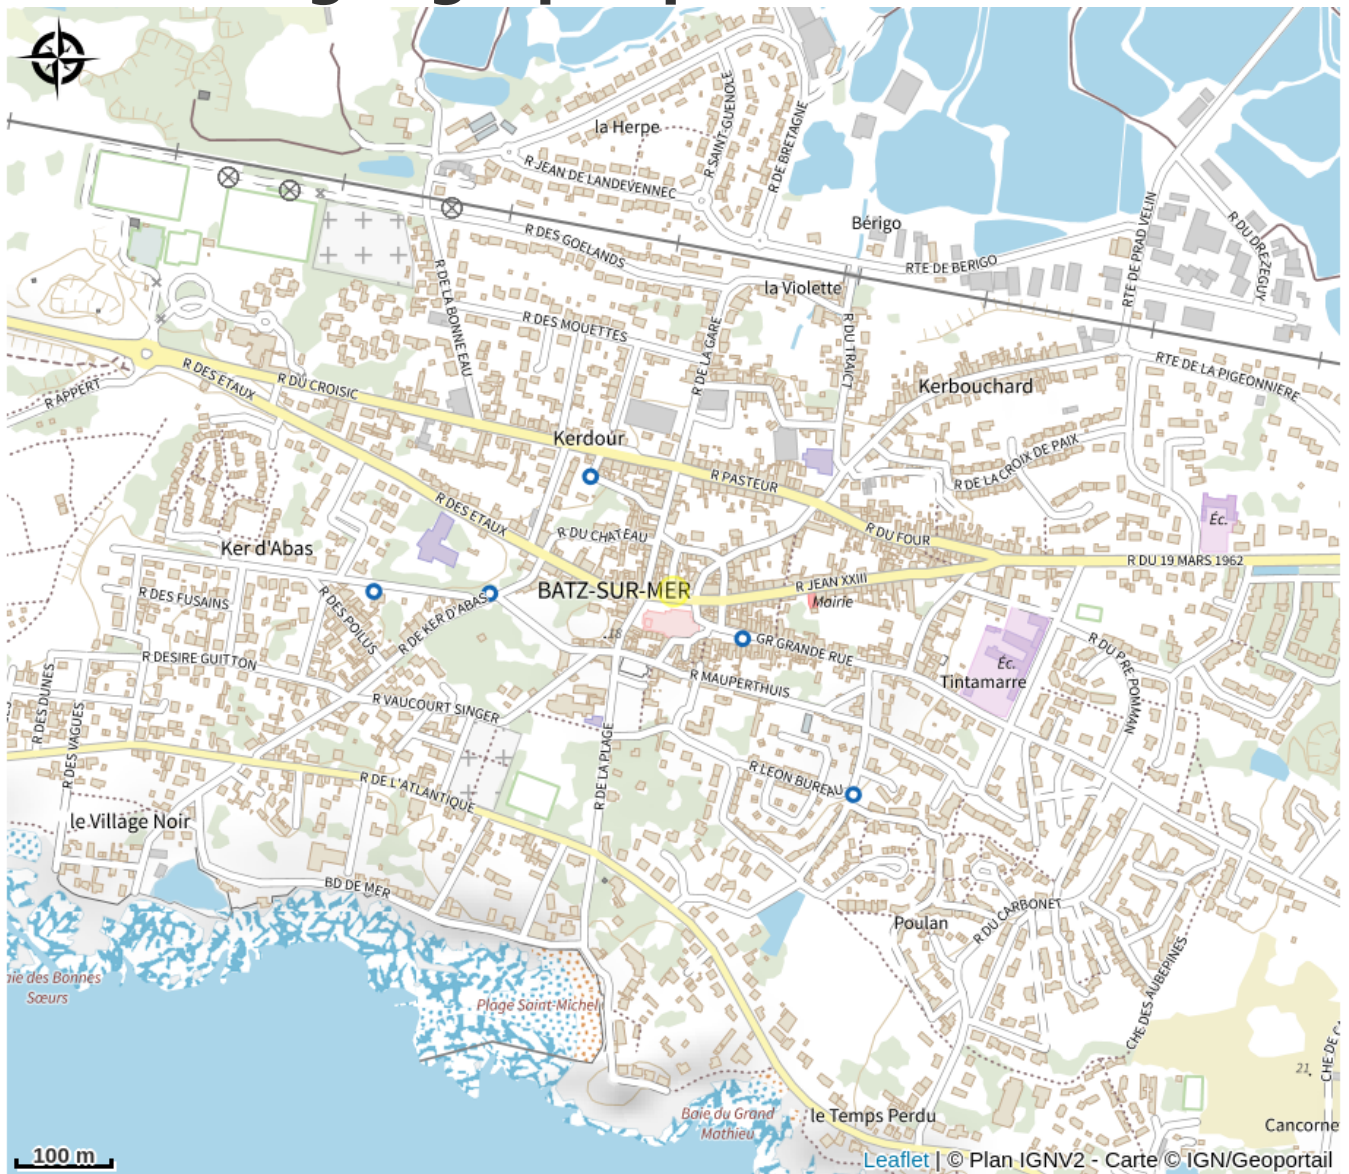 la Herpe
R SAINT-GUENOLE
R DE BRETAGNE
R JEAN DE LANDEVENNEC
Bérigo
R DES GOELANDS
RTE DE BERIGO
RTE DE PRAD VELIN
R DU DREZEGUY
la Violette
R DE LA BONNE EAU
R DES MOUETTES
R DE LA GARE
R DU TRAICT
RTE DE LA PIGEONNIERE
R APPERT
R DES ETAUX
R DU CROISIC
Kerbouchard
Kerdour
R PASTEUR
R DE LA CROIX DE PAIX
R DES ETAUX
R DU CHATEAU
R DU FOUR
Éc.
Ker d'Abas
R DU 19 MARS 1962
BATZ-SUR-MER
R JEAN XXIII
Mairie
R DES FUSAINS
R DES POILUS
R DE KER D'ABAS
.18
GR GRANDE RUE
R DESIRE GUITTON
Éc.
Tintamarre
R DU PRE POMMAN
R MAUPERTHUIS
R DES DUNES
R DES VAGUES
R VAUCOURT SINGER
R DE LA PLAGE
R LEON BUREAU
R DE L'ATLANTIQUE
le Village Noir
BD DE MER
Poulan
R DU CARBONET
CHE DES AUBEPINES
aie des Bonnes
Sœurs
Plage Saint-Michel
21.
CHE DE
Baie du Grand
Mathieu
le Temps Perdu
Cancorne
100 m
Leaflet | © Plan IGNV2 - Carte © IGN/Geoportail